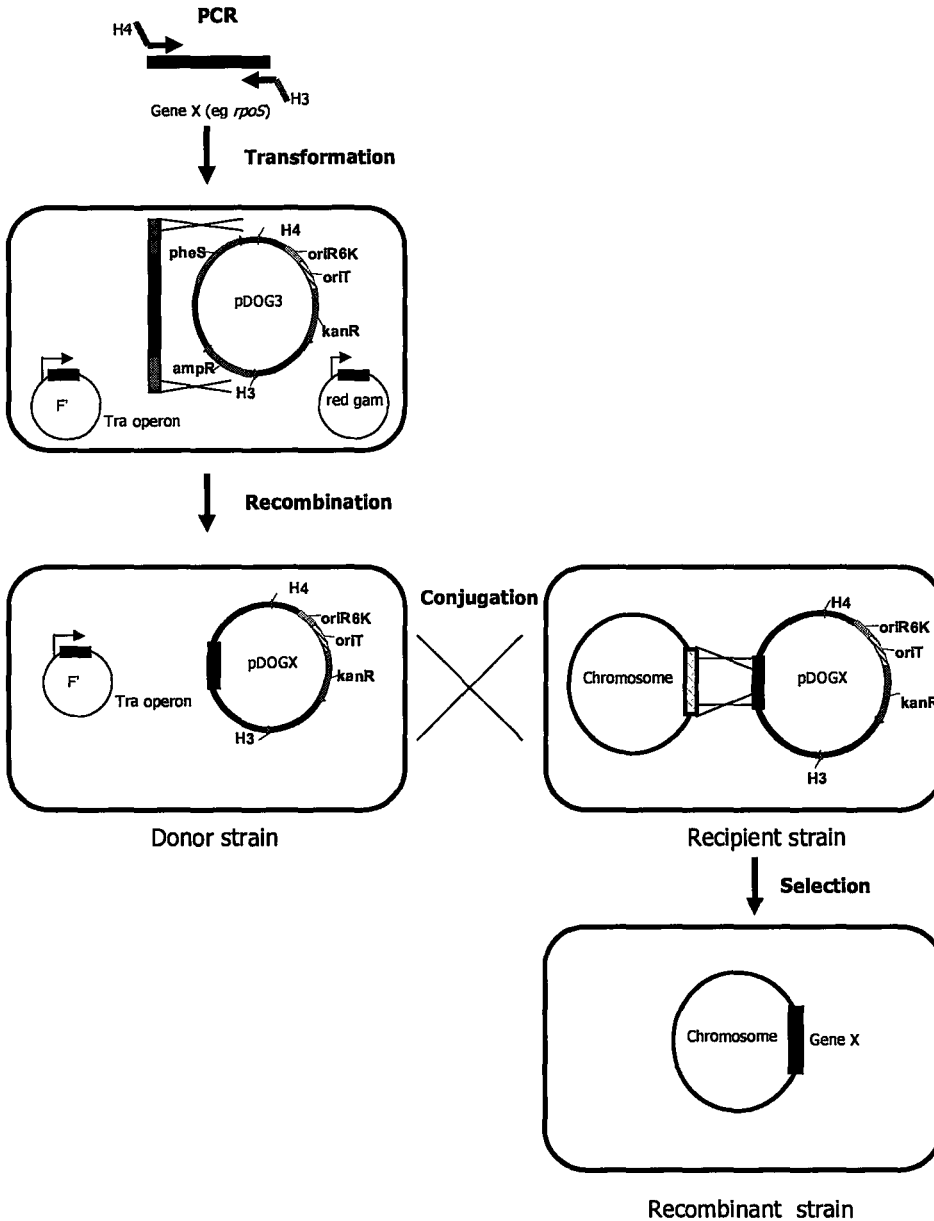 PCR
H4
H3
Gene X (eg rpoS)
Transformation
H4
pheS
oriR6K
oriT
pDOG3
kanR
ampR
H3
F'
Tra operon
red gam
Recombination
H4
oriR6K
oriT
pDOGX
kanR
F'
Tra operon
H3
Conjugation
H4
oriR6K
oriT
Chromosome
pDOGX
kanR
H3
Donor strain
Recipient strain
Selection
Chromosome
Gene X
Recombinant strain